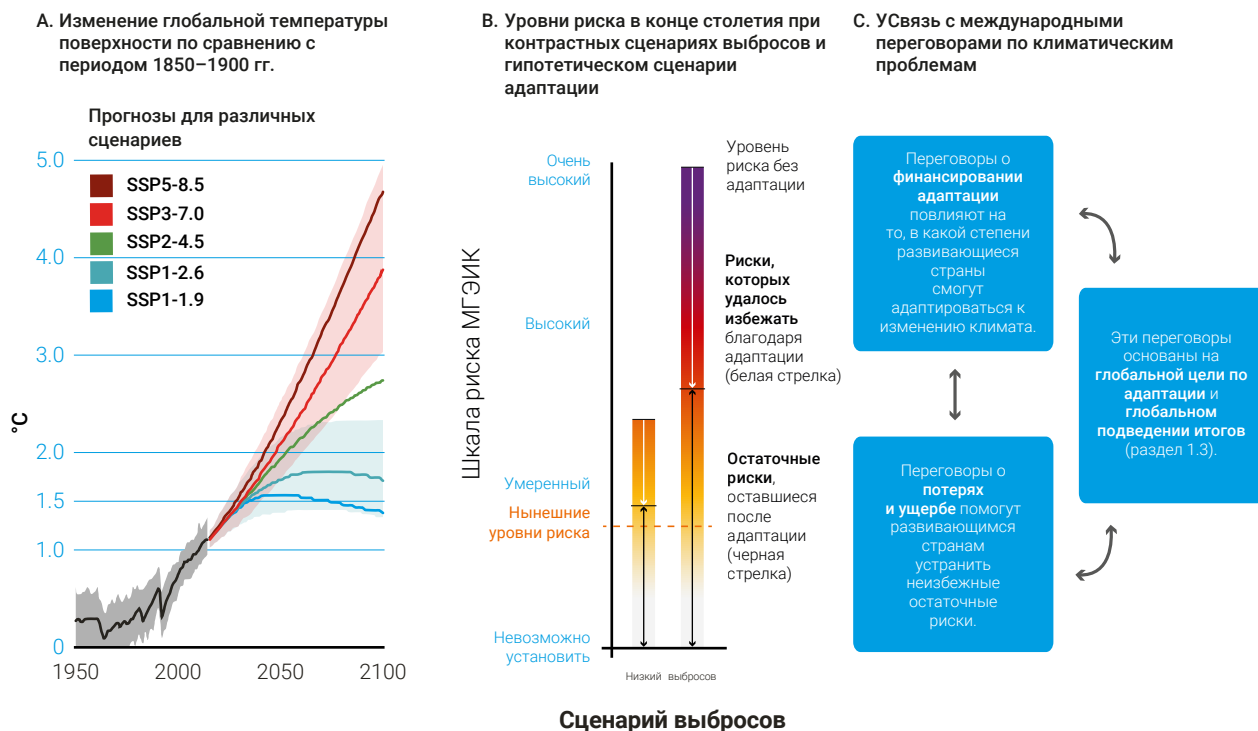 A. Изменение глобальной температуры
поверхности по сравнению с
периодом 1850–1900 гг.
Прогнозы для различных
сценариев
5.0
4.0
3.0
2.0
1.5
1.0
0
°C
SSP5-8.5
SSP3-7.0
SSP2-4.5
SSP1-2.6
SSP1-1.9
1950
2000
2050
2100
B. Уровни риска в конце столетия при
контрастных сценариях выбросов и
гипотетическом сценарии
адаптации
Шкала риска МГЭИК
Очень
высокий
Высокий
Умеренный
Нынешние
уровни риска
Невозможно
установить
Уровень
риска без
адаптации
Риски,
которых
удалось
избежать
благодаря
адаптации
(белая стрелка)
Остаточные
риски,
оставшиеся
после
адаптации
(черная
стрелка)
Низкий выбросов
Сценарий выбросов
C. УСвязь с международными
переговорами по климатическим
проблемам
Переговоры о
финансировании
адаптации
повлияют на
то, в какой степени
развивающиеся
страны
смогут
адаптироваться к
изменению климата.
Эти переговоры
основаны на
глобальной цели по
адаптации и
глобальном
подведении итогов
(раздел 1.3).
Переговоры о
потерях
и ущербе помогут
развивающимся
странам
устранить
неизбежные
остаточные
риски.